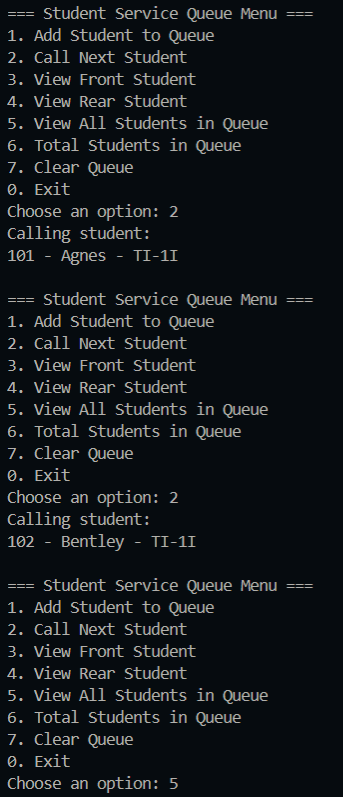 === Student Service Queue Menu ===
1. Add Student to Queue
2. Call Next Student
3. View Front Student
4. View Rear Student
5. View All Students in Queue
6. Total Students in Queue
7. Clear Queue
0. Exit
Choose an option: 2
Calling student:
101 - Agnes - TI-1I

=== Student Service Queue Menu ===
1. Add Student to Queue
2. Call Next Student
3. View Front Student
4. View Rear Student
5. View All Students in Queue
6. Total Students in Queue
7. Clear Queue
0. Exit
Choose an option: 2
Calling student:
102 - Bentley - TI-1I

=== Student Service Queue Menu ===
1. Add Student to Queue
2. Call Next Student
3. View Front Student
4. View Rear Student
5. View All Students in Queue
6. Total Students in Queue
7. Clear Queue
0. Exit
Choose an option: 5